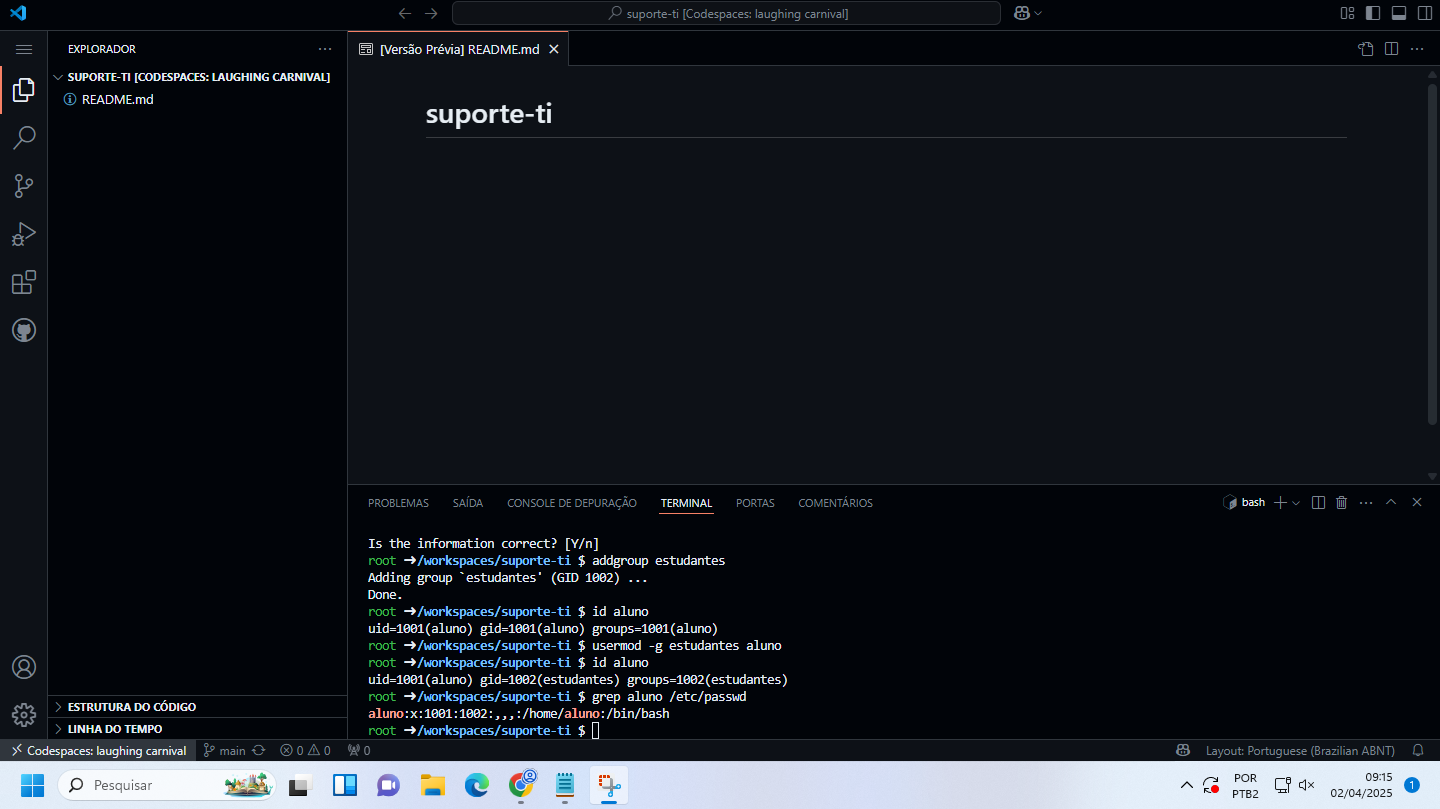 suporte-ti [Codespaces: laughing carnival]
EXPLORADOR
SUPORTE-TI [CODESPACES: LAUGHING CARNIVAL]
README.md
[Versão Prévia] README.md
suporte-ti
PROBLEMAS SAÍDA CONSOLE DE DEPURAÇÃO TERMINAL PORTAS COMENTÁRIOS bash
Is the information correct? [Y/n]
root ➜/workspaces/suporte-ti $ addgroup estudantes
Adding group `estudantes' (GID 1002) ...
Done.
root ➜/workspaces/suporte-ti $ id aluno
uid=1001(aluno) gid=1001(aluno) groups=1001(aluno)
root ➜/workspaces/suporte-ti $ usermod -g estudantes aluno
root ➜/workspaces/suporte-ti $ id aluno
uid=1001(aluno) gid=1002(estudantes) groups=1002(estudantes)
root ➜/workspaces/suporte-ti $ grep aluno /etc/passwd
aluno:x:1001:1002:,,,:/home/aluno:/bin/bash
root ➜/workspaces/suporte-ti $
ESTRUTURA DO CÓDIGO
LINHA DO TEMPO
Codespaces: laughing carnival main 0 0 0 Layout: Portuguese (Brazilian ABNT)
Pesquisar
POR
PTB2
09:15
02/04/2025
1